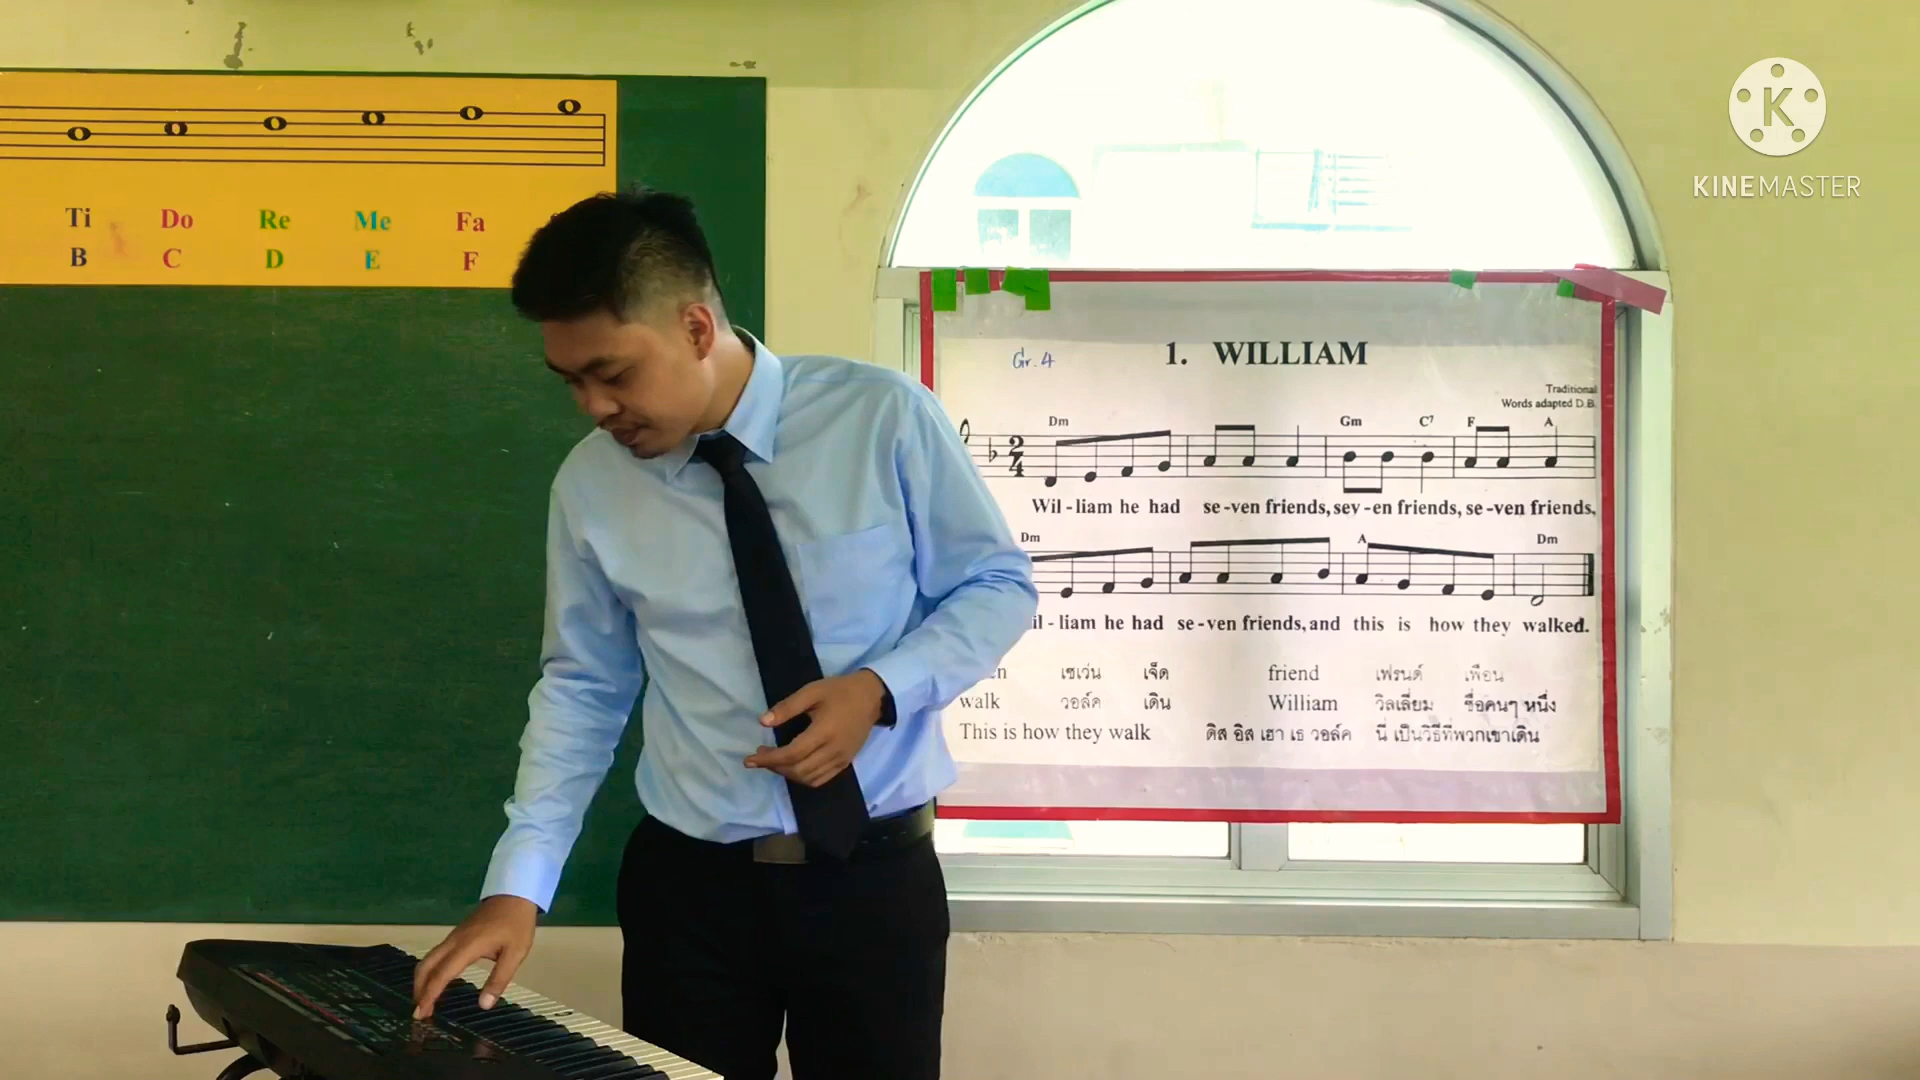 Ti Do Re Me Fa
B C D E F
KINEMASTER
Gr. 4
1. WILLIAM
Traditional
Words adapted D.B.
Dm Gm C7 F A
2
4
Wil - liam he had se - ven friends, sev - en friends, se - ven friends,
Dm A Dm
il - liam he had se - ven friends, and this is how they walked.
en เซเว่น เจ็ด friend เฟรนด์ เพื่อน
walk วอล์ค เดิน William วิลเลี่ยม ชื่อคนๆ หนึ่ง
This is how they walk ดิส อิส เฮา เธ วอล์ค นี่ เป็นวิธีที่พวกเขาเดิน